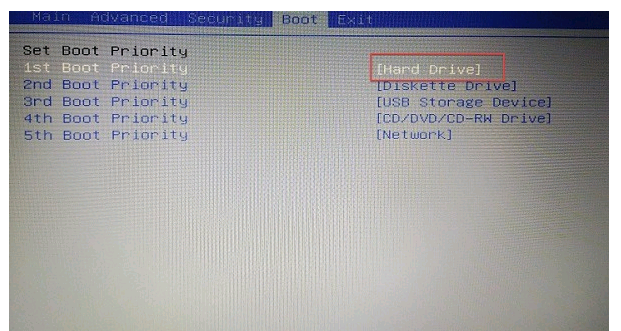 Main Advanced Security Boot Exit
Set Boot Priority
1st Boot Priority [Hard Drive]
2nd Boot Priority [Diskette Drive]
3rd Boot Priority [USB Storage Device]
4th Boot Priority [CD/DVD/CD-RW Drive]
5th Boot Priority [Network]